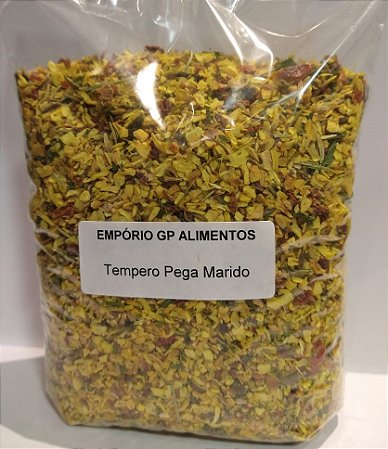 EMPÓRIO GP ALIMENTOS
Tempero Pega Marido